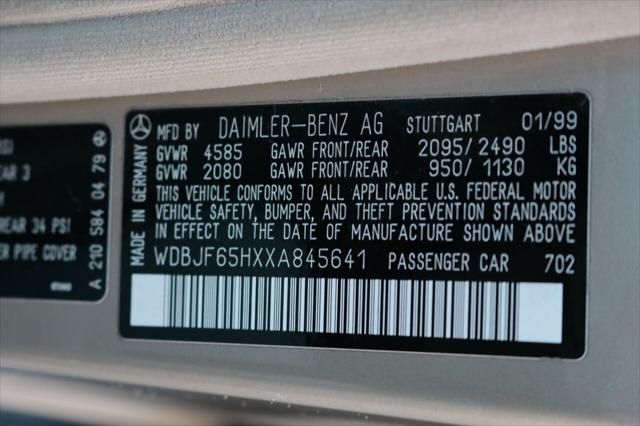 SI
EAR 3
REAR 34 PSI
R PIPE COVER
A 210 584 04 79
MADE IN GERMANY
MFD BY DAIMLER-BENZ AG STUTTGART 01/99
GVWR 4585 GAWR FRONT/REAR 2095/2490 LBS
GVWR 2080 GAWR FRONT/REAR 950/1130 KG
THIS VEHICLE CONFORMS TO ALL APPLICABLE U.S. FEDERAL MOTOR
VEHICLE SAFETY, BUMPER, AND THEFT PREVENTION STANDARDS
IN EFFECT ON THE DATE OF MANUFACTURE SHOWN ABOVE
WDBJF65HXXA845641 PASSENGER CAR 702